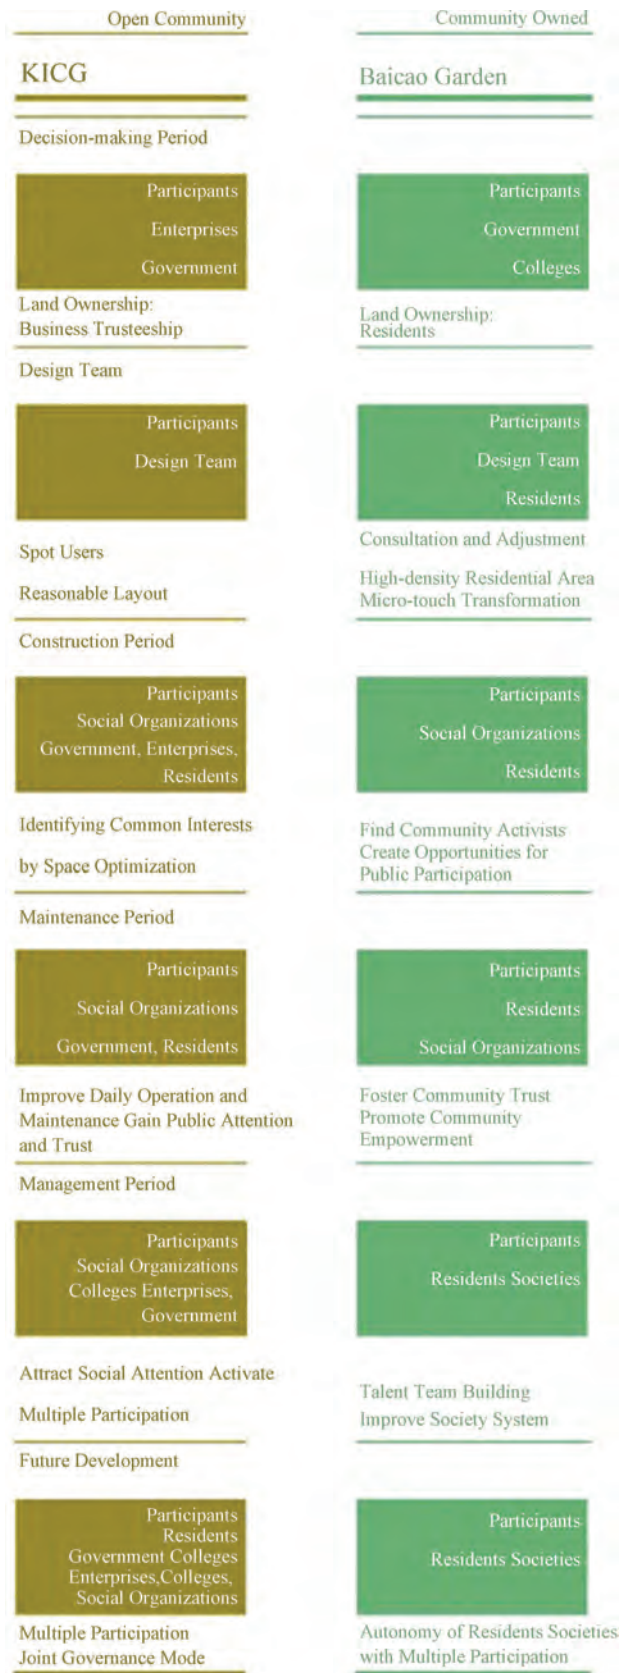 Open Community
KICG
Decision-making Period
Participants
Enterprises
Government
Land Ownership:
Business Trusteeship
Design Team
Participants
Design Team
Spot Users
Reasonable Layout
Construction Period
Participants
Social Organizations
Government, Enterprises,
Residents
Identifying Common Interests
by Space Optimization
Maintenance Period
Participants
Social Organizations
Government, Residents
Improve Daily Operation and
Maintenance Gain Public Attention
and Trust
Management Period
Participants
Social Organizations
Colleges Enterprises,
Government
Attract Social Attention Activate
Multiple Participation
Future Development
Participants
Residents
Government Colleges
Enterprises,Colleges,
Social Organizations
Multiple Participation
Joint Governance Mode
Community Owned
Baicao Garden
Participants
Government
Colleges
Land Ownership:
Residents
Participants
Design Team
Residents
Consultation and Adjustment
High-density Residential Area
Micro-touch Transformation
Participants
Social Organizations
Residents
Find Community Activists
Create Opportunities for
Public Participation
Participants
Residents
Social Organizations
Foster Community Trust
Promote Community
Empowerment
Participants
Residents Societies
Talent Team Building
Improve Society System
Participants
Residents Societies
Autonomy of Residents Societies
with Multiple Participation